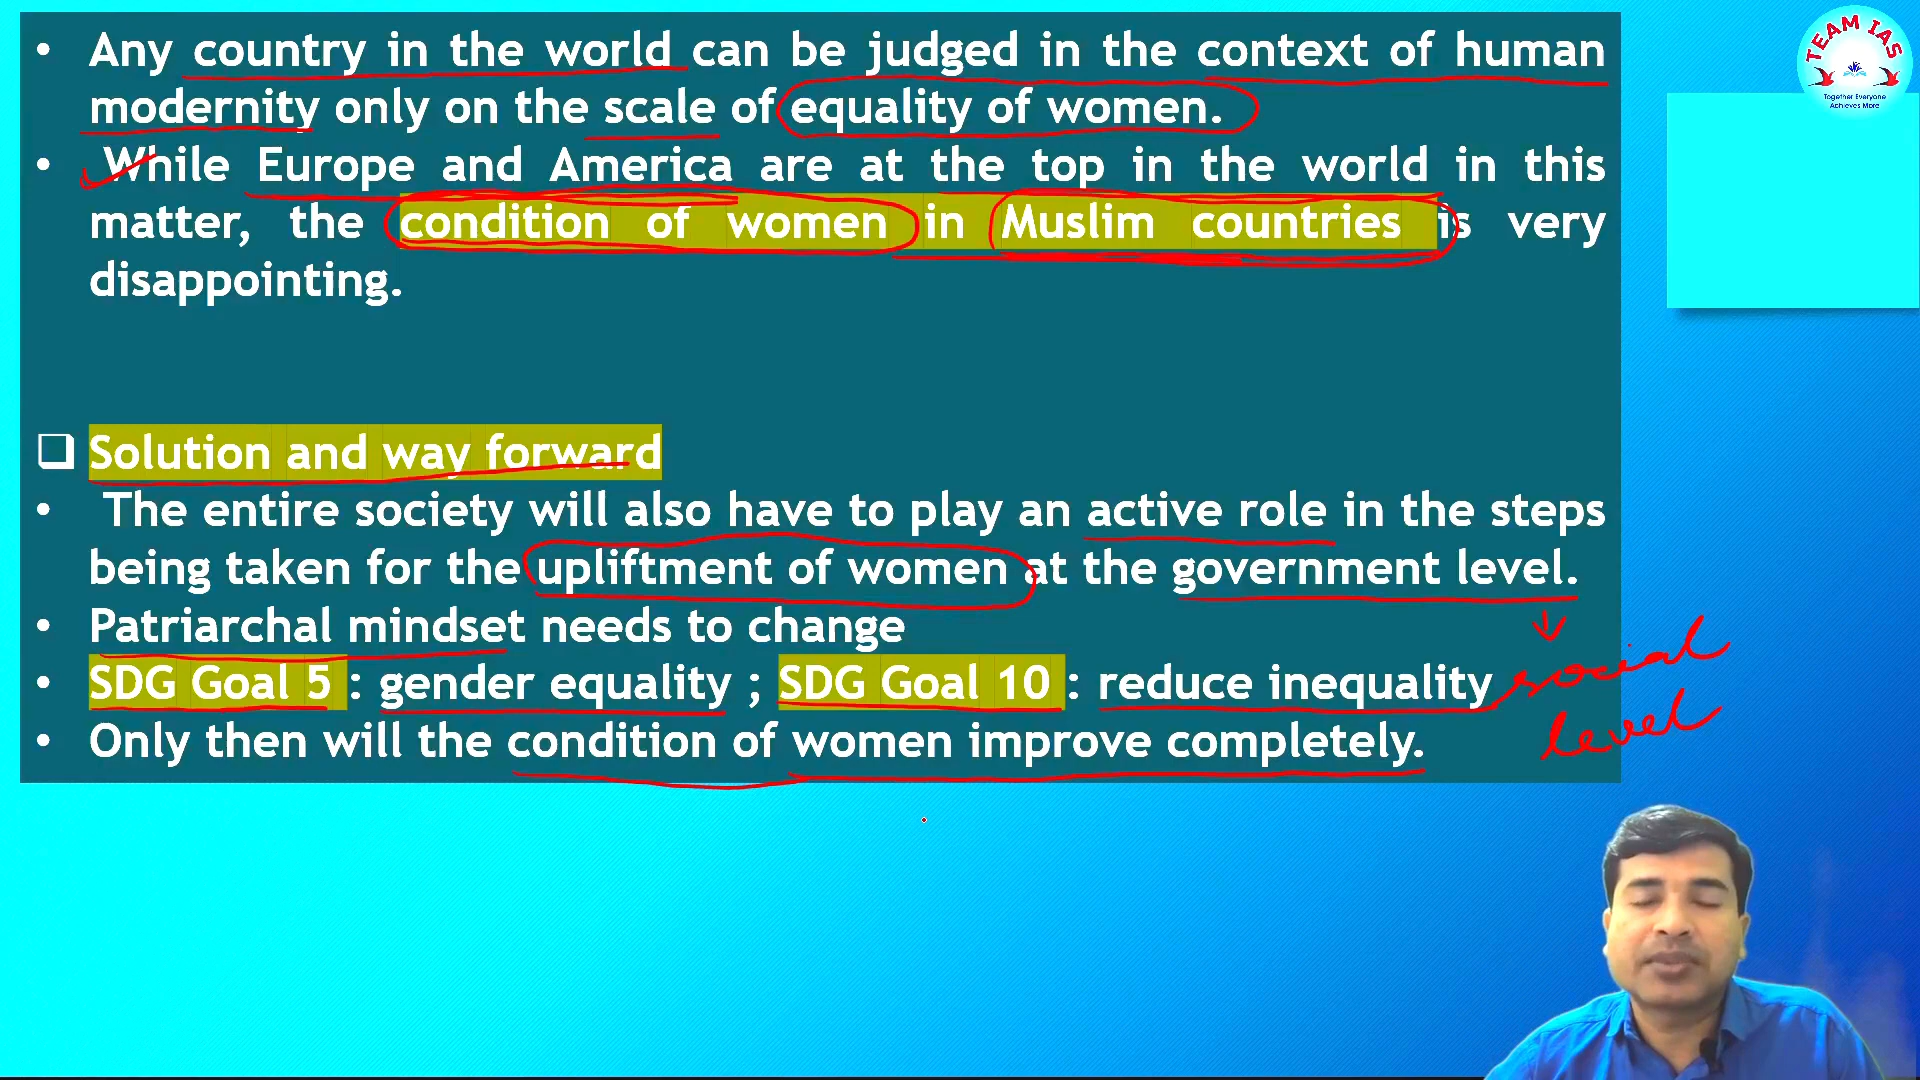 • Any country in the world can be judged in the context of human
modernity only on the scale of equality of women.
• While Europe and America are at the top in the world in this
matter, the condition of women in Muslim countries is very
disappointing.
❑ Solution and way forward
• The entire society will also have to play an active role in the steps
being taken for the upliftment of women at the government level.
• Patriarchal mindset needs to change
• SDG Goal 5 : gender equality ; SDG Goal 10 : reduce inequality
• Only then will the condition of women improve completely.
social
level
TEAM IAS
Together Everyone
Achieves More